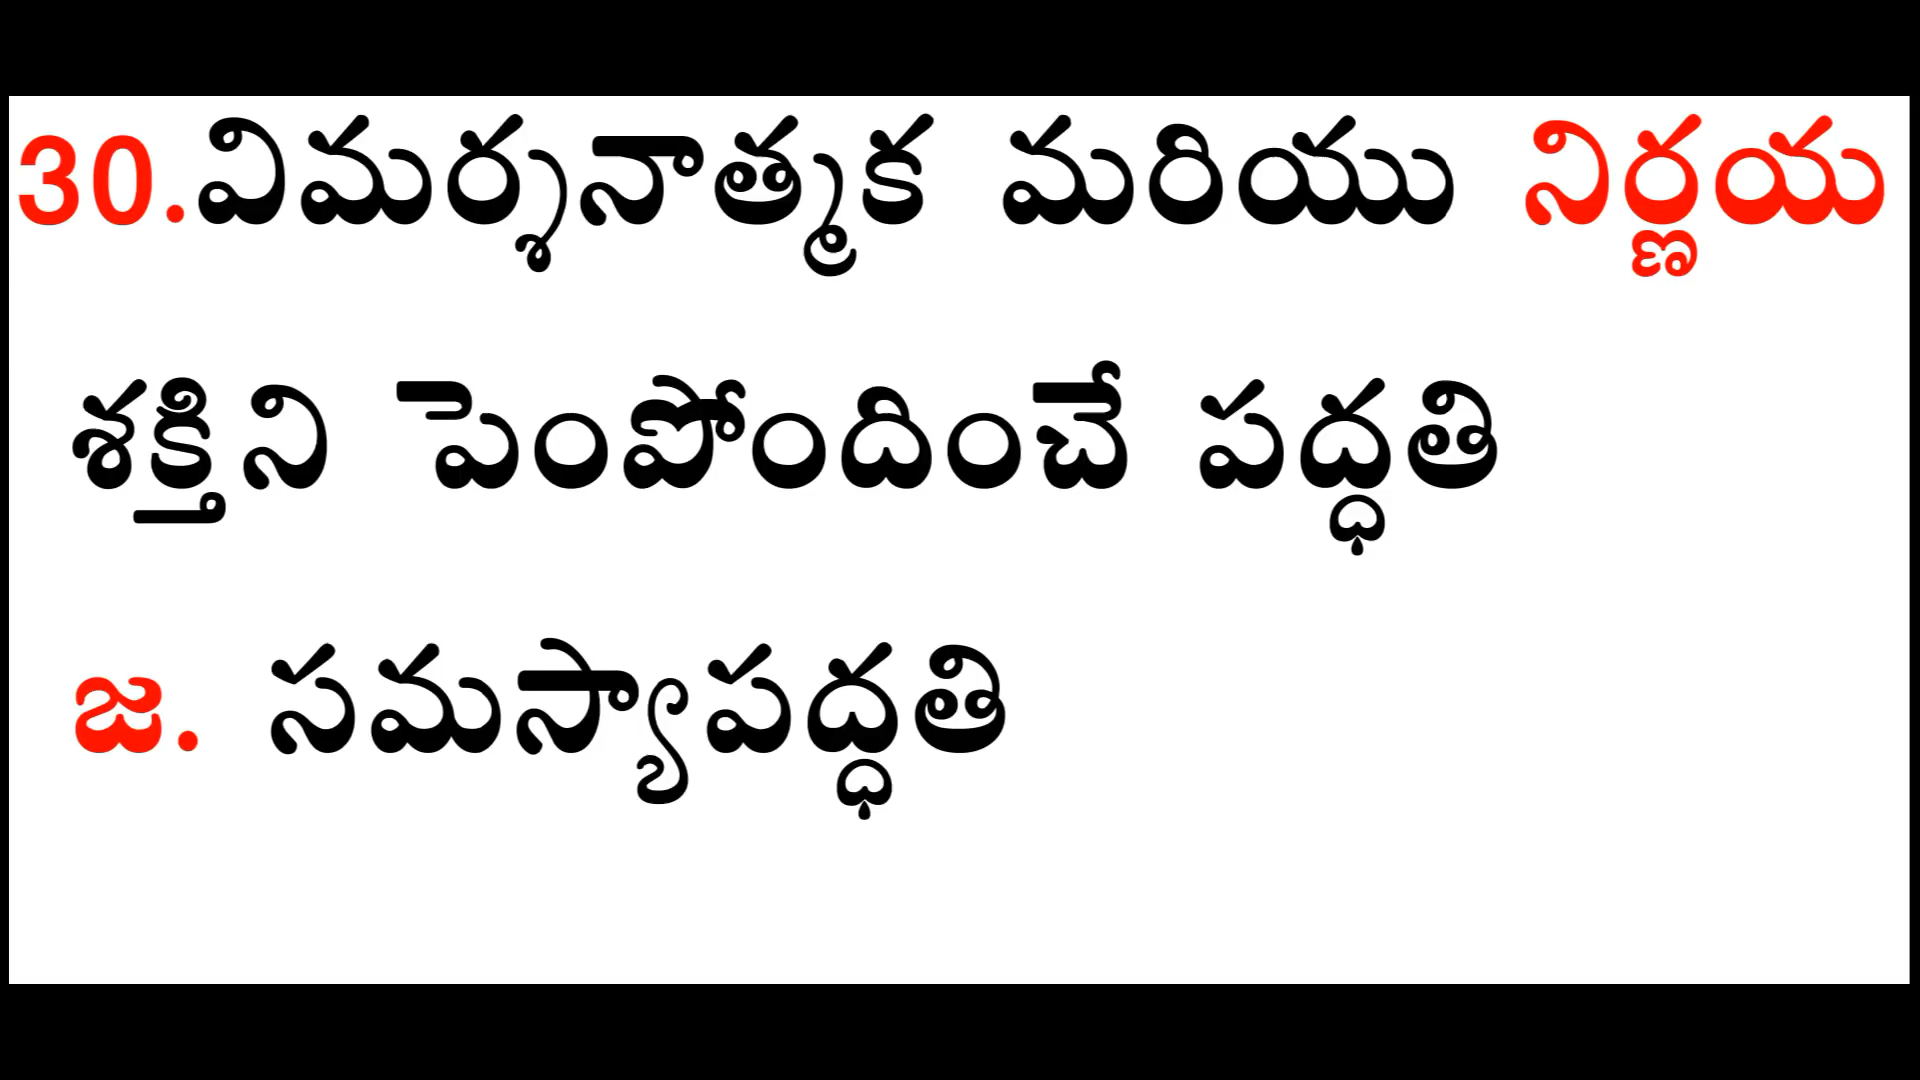 30.విమర్శనాత్మక మరియు నిర్ణయ
శక్తిని పెంపోందించే పద్ధతి
జ. సమస్యాపద్ధతి